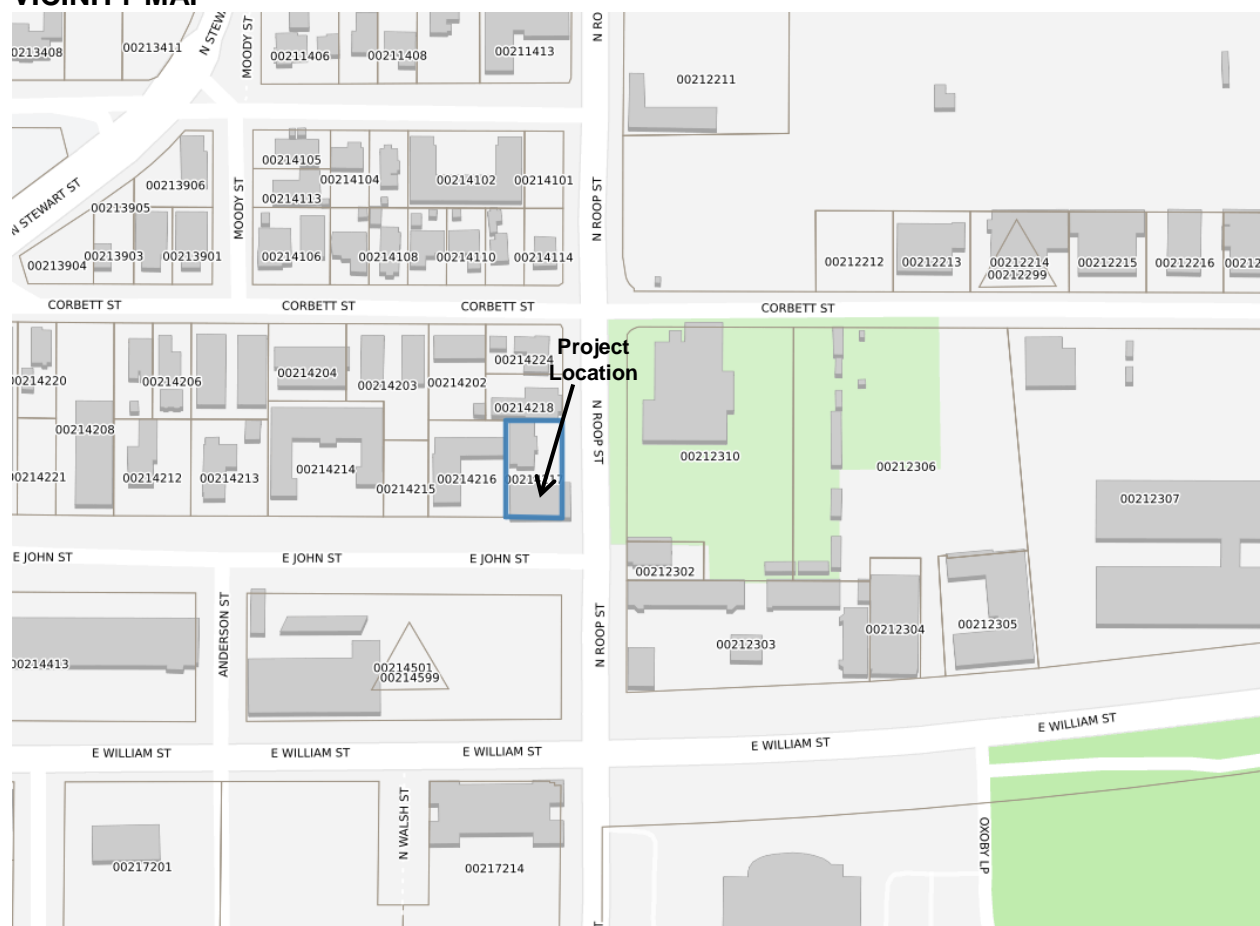 VICINITY MAP
00213408
00213411
N STEW
MOODY ST
00211406
00211408
00211413
N RO
00212211
00214105
00214104
00214102
00214101
00213906
00214113
N STEWART ST
00213905
MOODY ST
N ROOP ST
00213904
00213903
00213901
00214106
00214108
00214110
00214114
00212212
00212213
00212214
00212299
00212215
00212216
CORBETT ST
CORBETT ST
CORBETT ST
CORBETT ST
Project
Location
00214220
00214206
00214204
00214203
00214202
00214224
00214218
N ROOP ST
00214208
00214221
00214212
00214213
00214214
00214215
00214216
00212310
00212306
00212307
E JOHN ST
E JOHN ST
E JOHN ST
00212302
ANDERSON ST
N ROOP ST
00212303
00212304
00212305
00214413
00214501
00214599
E WILLIAM ST
E WILLIAM ST
E WILLIAM ST
E WILLIAM ST
E WILLIAM ST
N WALSH ST
OXOBY LP
00217201
00217214